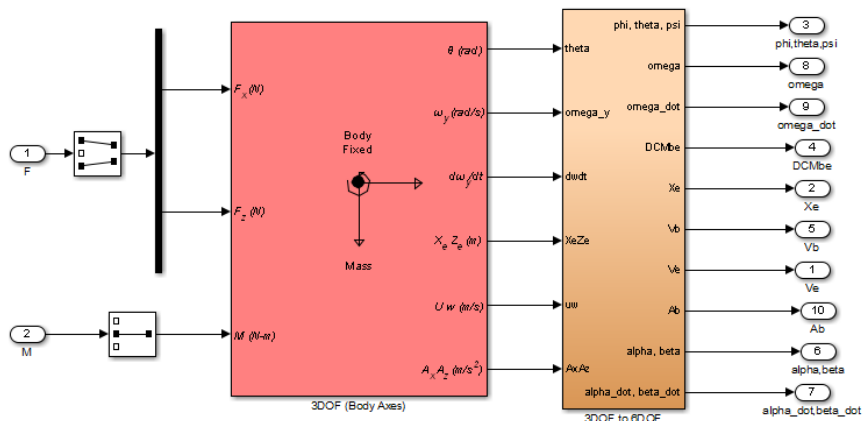 1
F
2
M
F_x (N)
F_z (N)
M (N-m)
Body
Fixed
Mass
θ (rad)
ω_y (rad/s)
dω_y/dt
X_e Z_e (m)
U w (m/s)
A_x A_z (m/s²)
3DOF (Body Axes)
theta
omega_y
dwdt
XeZe
uw
AxAz
phi, theta, psi
omega
omega_dot
DCMbe
Xe
Vb
Ve
Ab
alpha, beta
alpha_dot, beta_dot
3DOF to 6DOF
3
phi,theta,psi
8
omega
9
omega_dot
4
DCMbe
2
Xe
5
Vb
1
Ve
10
Ab
6
alpha,beta
7
alpha_dot,beta_dot